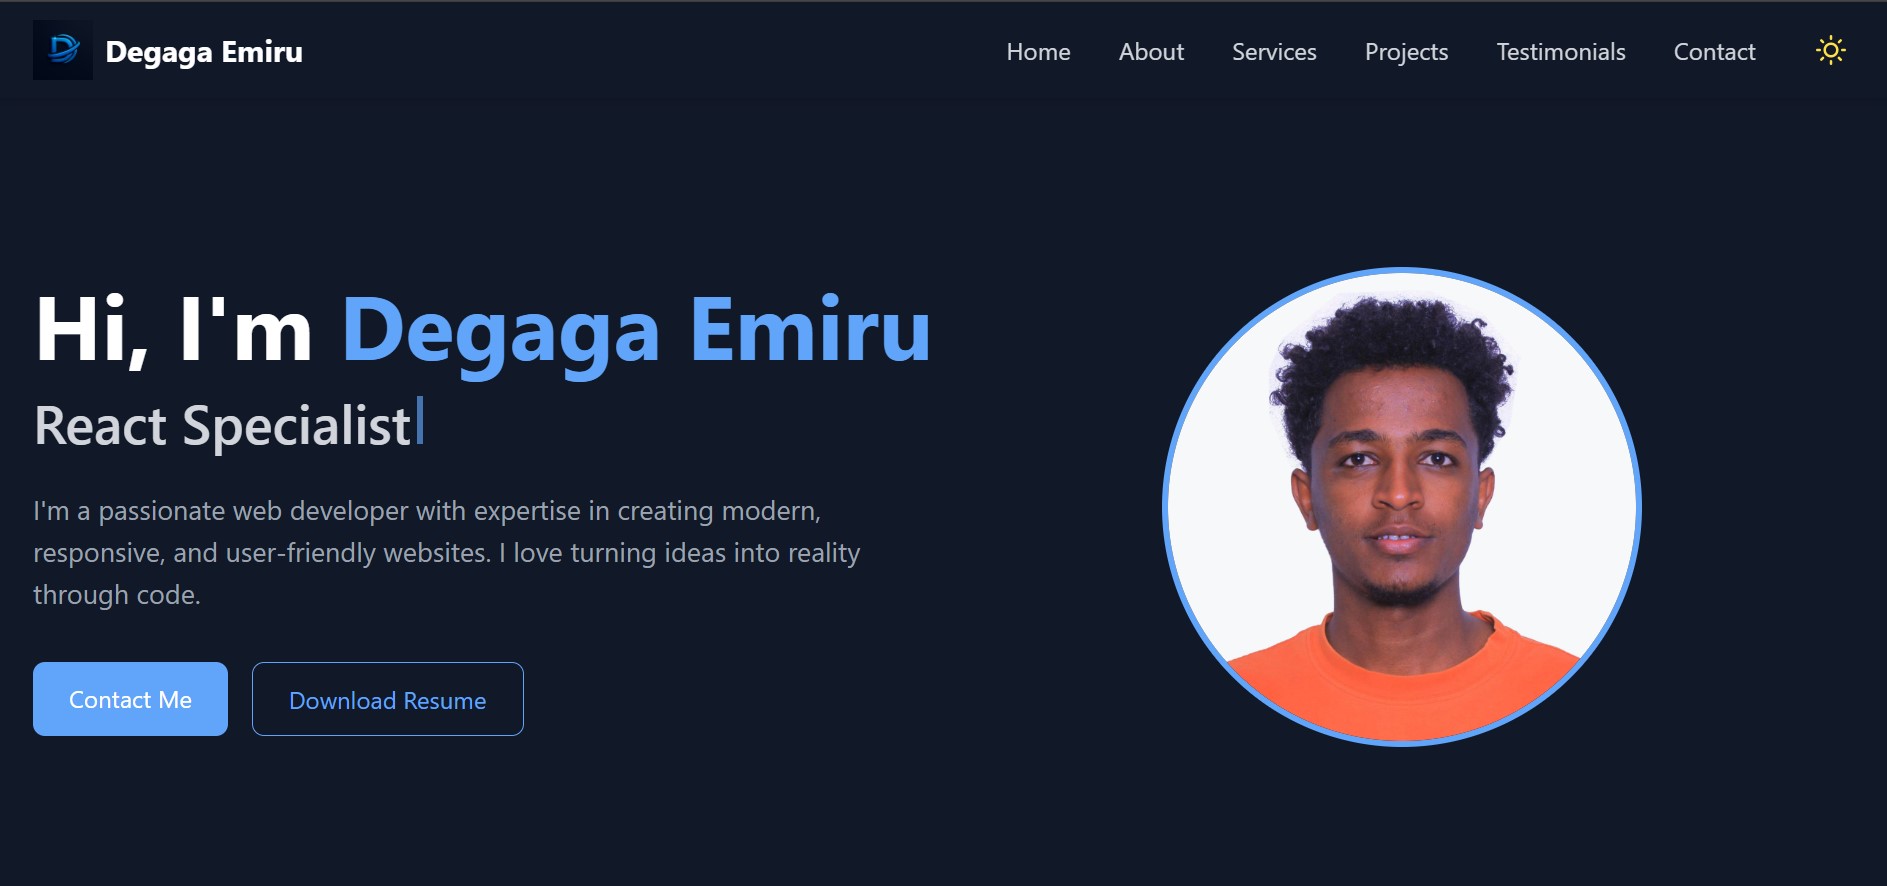 Degaga Emiru
Home About Services Projects Testimonials Contact
Hi, I'm Degaga Emiru
React Specialist
I'm a passionate web developer with expertise in creating modern,
responsive, and user-friendly websites. I love turning ideas into reality
through code.
Contact Me
Download Resume